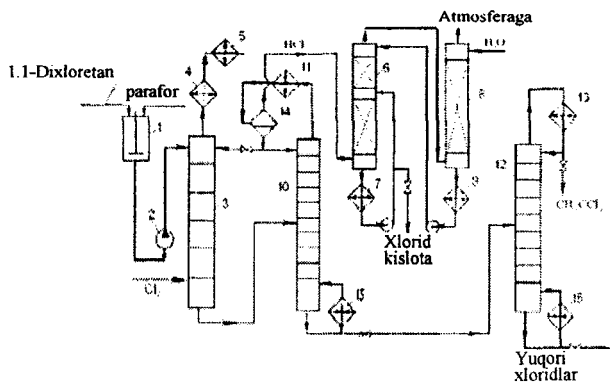 Atmosferaga
5
HCl
H₂O
1.1-Dixloretan
4
11
6
parafor
13
14
8
1
12
2
3
10
7
9
Xlorid
kislota
Cl₂
15
16
Yuqori
xloridlar